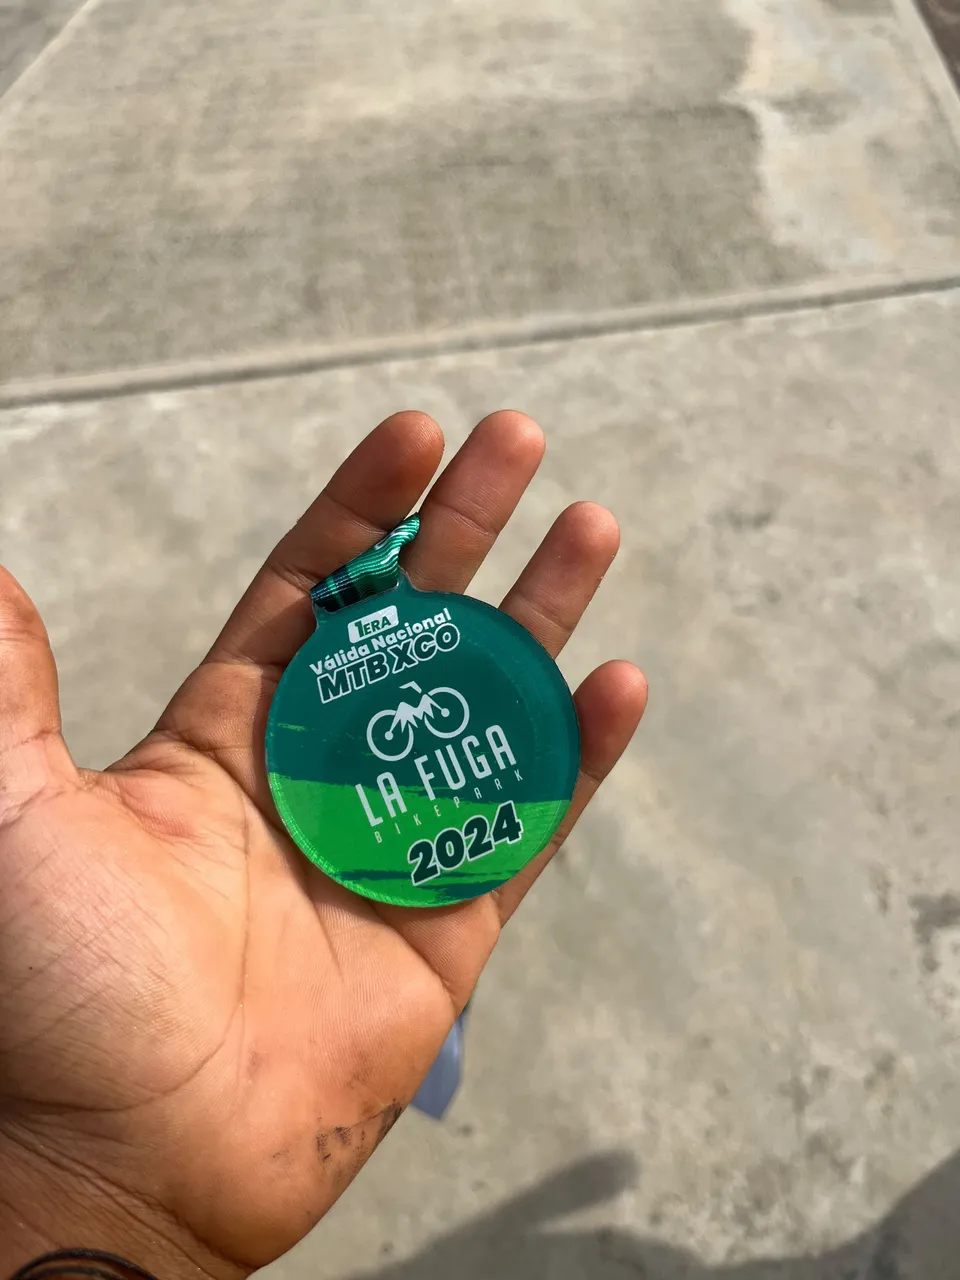 1ERA
Válida Nacional
MTB XCO
LA FUGA
BIKEPARK
2024